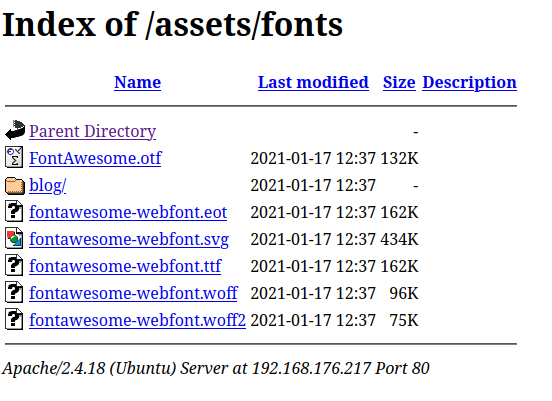 Index of /assets/fonts
Name Last modified Size Description
Parent Directory -
FontAwesome.otf 2021-01-17 12:37 132K
blog/ 2021-01-17 12:37 -
fontawesome-webfont.eot 2021-01-17 12:37 162K
fontawesome-webfont.svg 2021-01-17 12:37 434K
fontawesome-webfont.ttf 2021-01-17 12:37 162K
fontawesome-webfont.woff 2021-01-17 12:37 96K
fontawesome-webfont.woff2 2021-01-17 12:37 75K
Apache/2.4.18 (Ubuntu) Server at 192.168.176.217 Port 80